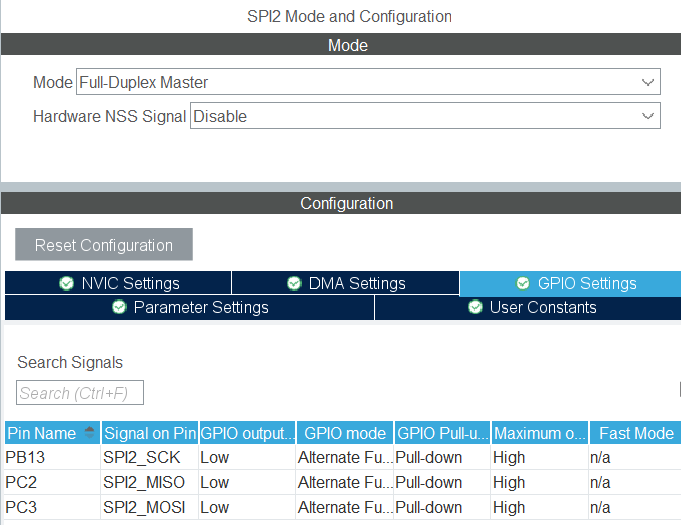 SPI2 Mode and Configuration
Mode
Mode Full-Duplex Master
Hardware NSS Signal Disable
Configuration
Reset Configuration
NVIC Settings DMA Settings GPIO Settings
Parameter Settings User Constants
Search Signals
Search (Ctrl+F)
Pin Name Signal on Pin GPIO output... GPIO mode GPIO Pull-u... Maximum o... Fast Mode
PB13 SPI2_SCK Low Alternate Fu... Pull-down High n/a
PC2 SPI2_MISO Low Alternate Fu... Pull-down High n/a
PC3 SPI2_MOSI Low Alternate Fu... Pull-down High n/a